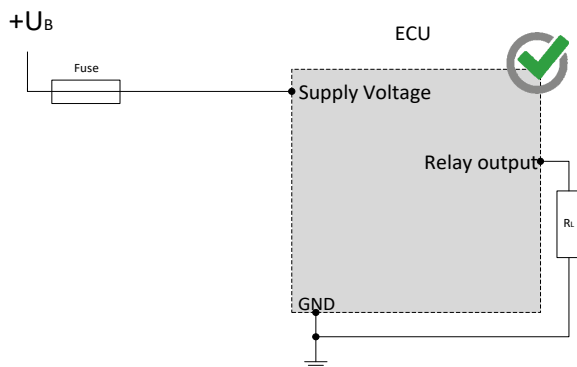 +UB
ECU
Fuse
Supply Voltage
Relay output
RL
GND